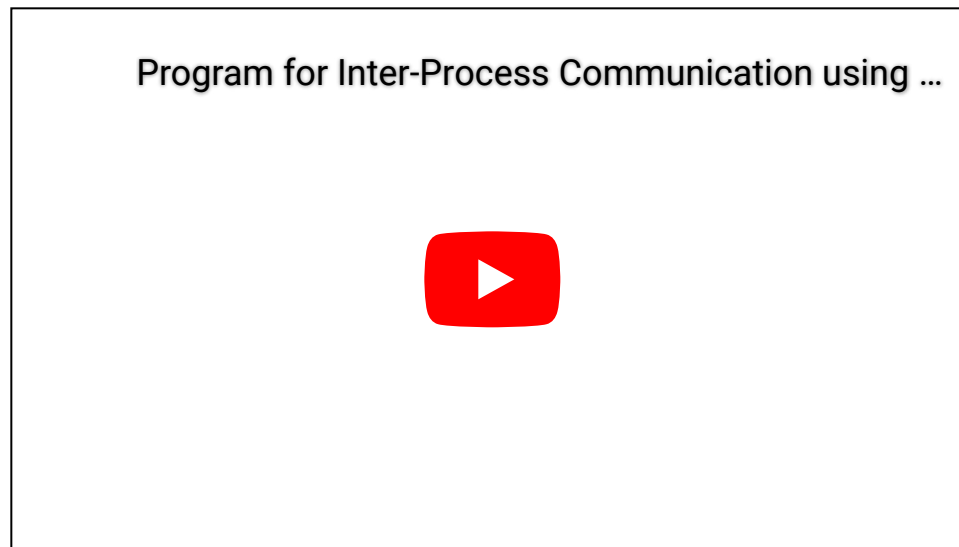 Program for Inter-Process Communication using ...